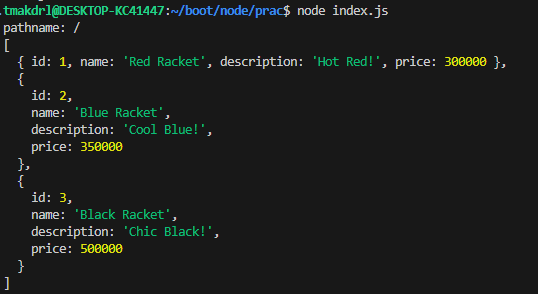 .tmakdrl@DESKTOP-KC41447:~/boot/node/prac$ node index.js
pathname: /
[
  { id: 1, name: 'Red Racket', description: 'Hot Red!', price: 300000 },
  {
    id: 2,
    name: 'Blue Racket',
    description: 'Cool Blue!',
    price: 350000
  },
  {
    id: 3,
    name: 'Black Racket',
    description: 'Chic Black!',
    price: 500000
  }
]